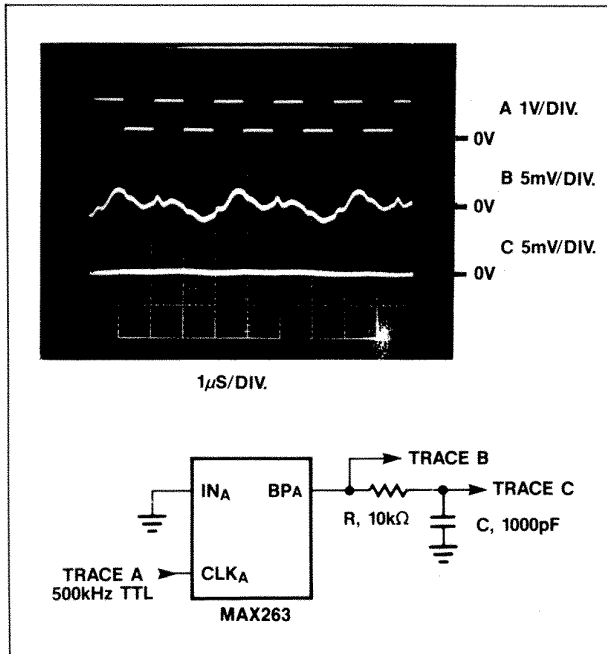 A 1V/DIV.
0V
B 5mV/DIV.
0V
C 5mV/DIV.
0V
1μS/DIV.
TRACE B
INA
BPA
TRACE C
R, 10kΩ
C, 1000pF
TRACE A
500kHz TTL
CLKA
MAX263